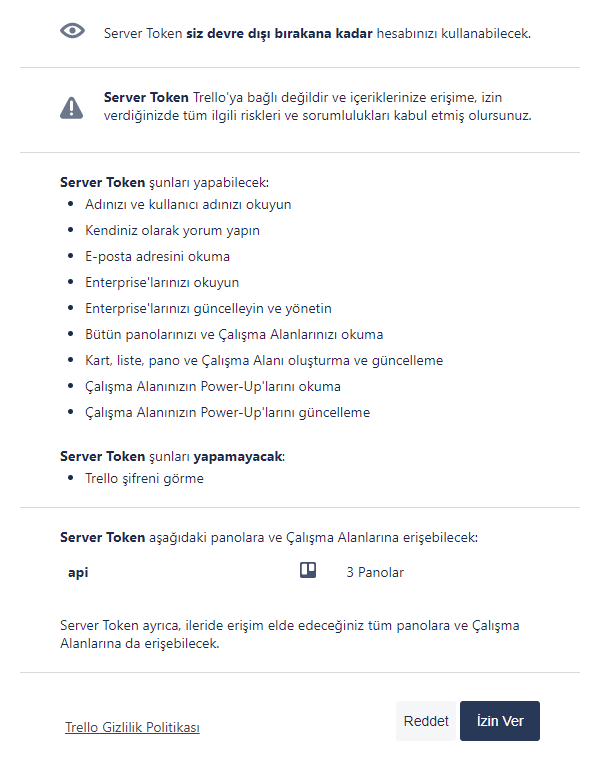 Server Token siz devre dışı bırakana kadar hesabınızı kullanabilecek.
Server Token Trello'ya bağlı değildir ve içeriklerinize erişime, izin
verdiğinizde tüm ilgili riskleri ve sorumlulukları kabul etmiş olursunuz.
Server Token şunları yapabilecek:
Adınızı ve kullanıcı adınızı okuyun
Kendiniz olarak yorum yapın
E-posta adresini okuma
Enterprise'larınızı okuyun
Enterprise'larınızı güncelleyin ve yönetin
Bütün panolarınızı ve Çalışma Alanlarınızı okuma
Kart, liste, pano ve Çalışma Alanı oluşturma ve güncelleme
Çalışma Alanınızın Power-Up'larını okuma
Çalışma Alanınızın Power-Up'larını güncelleme
Server Token şunları yapamayacak:
Trello şifreni görme
Server Token aşağıdaki panolara ve Çalışma Alanlarına erişebilecek:
api 3 Panolar
Server Token ayrıca, ileride erişim elde edeceğiniz tüm panolara ve Çalışma
Alanlarına da erişebilecek.
Trello Gizlilik Politikası Reddet İzin Ver